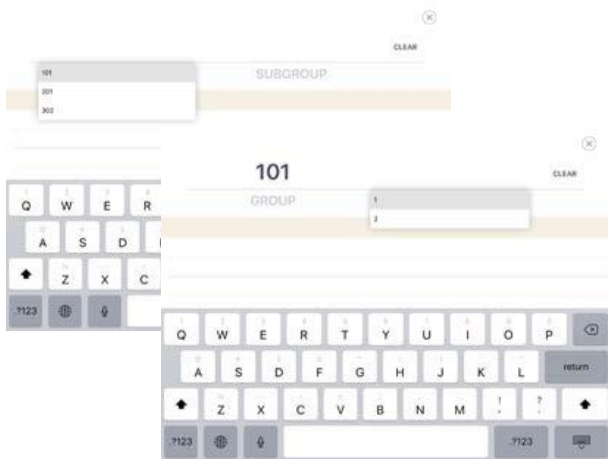 CLEAR
101
SUBGROUP
201
302
Q W E R
A S D
Z X C
.?123
101
CLEAR
GROUP
1
2
Q W E R T Y U I O P
A S D F G H J K L return
Z X C V B N M ! , ? .
.?123 .?123